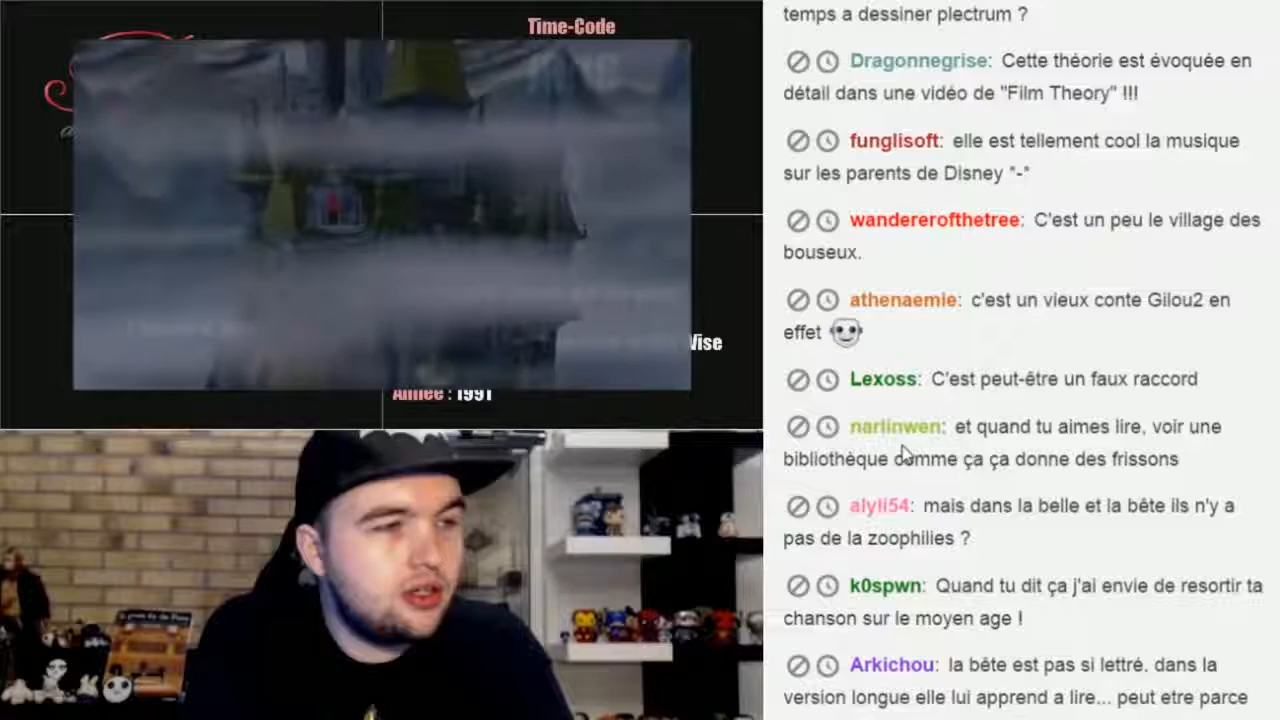 Time-Code
Wise
Année : 1991
temps a dessiner plectrum ?
Dragonnegrise: Cette théorie est évoquée en
détail dans une vidéo de "Film Theory" !!!
funglisoft: elle est tellement cool la musique
sur les parents de Disney *-*
wandererofthetree: C'est un peu le village des
bouseux.
athenaemie: c'est un vieux conte Gilou2 en
effet
Lexoss: C'est peut-être un faux raccord
narlinwen: et quand tu aimes lire, voir une
bibliothèque comme ça ça donne des frissons
alyli54: mais dans la belle et la bête ils n'y a
pas de la zoophilies ?
k0spwn: Quand tu dit ça j'ai envie de resortir ta
chanson sur le moyen age !
Arkichou: la bête est pas si lettré. dans la
version longue elle lui apprend a lire... peut etre parce